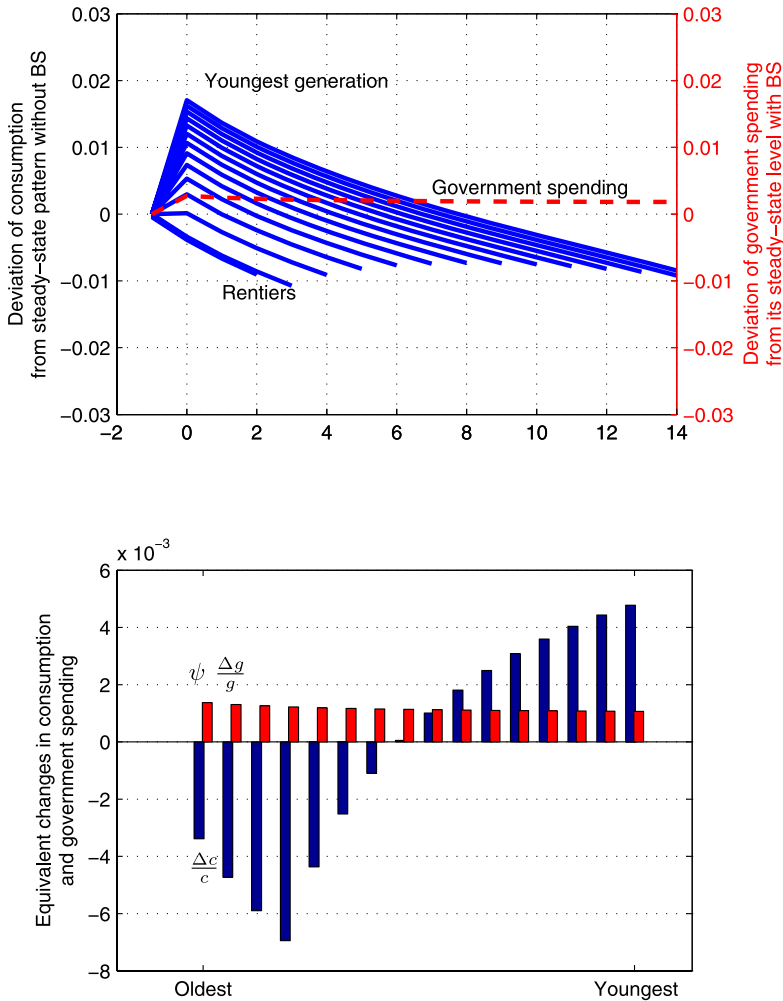 Deviation of consumption
from steady−state pattern without BS
0.03
0.02
0.01
0
−0.01
−0.02
−0.03
Youngest generation
Government spending
Rentiers
0.03
0.02
0.01
0
−0.01
−0.02
−0.03
Deviation of government spending
from its steady−state level with BS
−2 0 2 4 6 8 10 12 14
x 10⁻³
Equivalent changes in consumption
and government spending
6
4
2
0
−2
−4
−6
−8
ψ Δg/g
Δc/c
Oldest Youngest